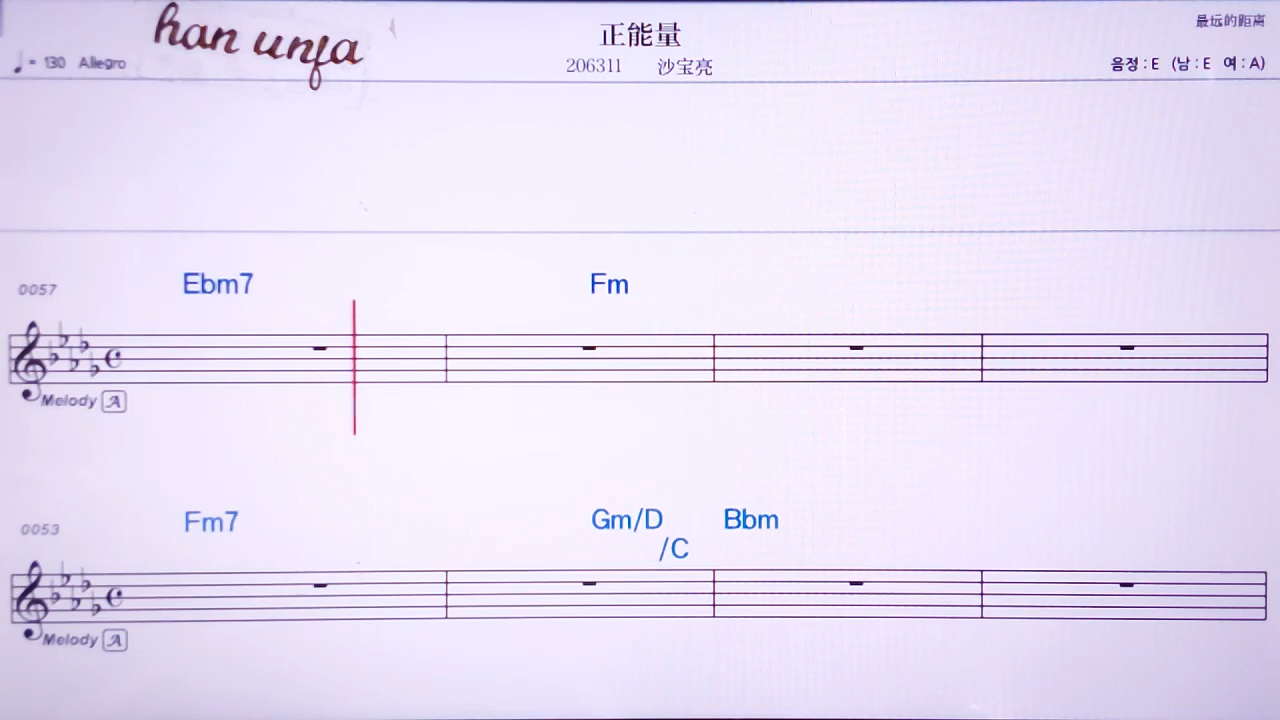 han unfa
正能量
最远的距离
♩= 130 Allegro
206311 沙宝亮
음정 : E (남 : E 여 : A)
0057
Ebm7 Fm
Melody A
0053
Fm7 Gm/D Bbm
/C
Melody A